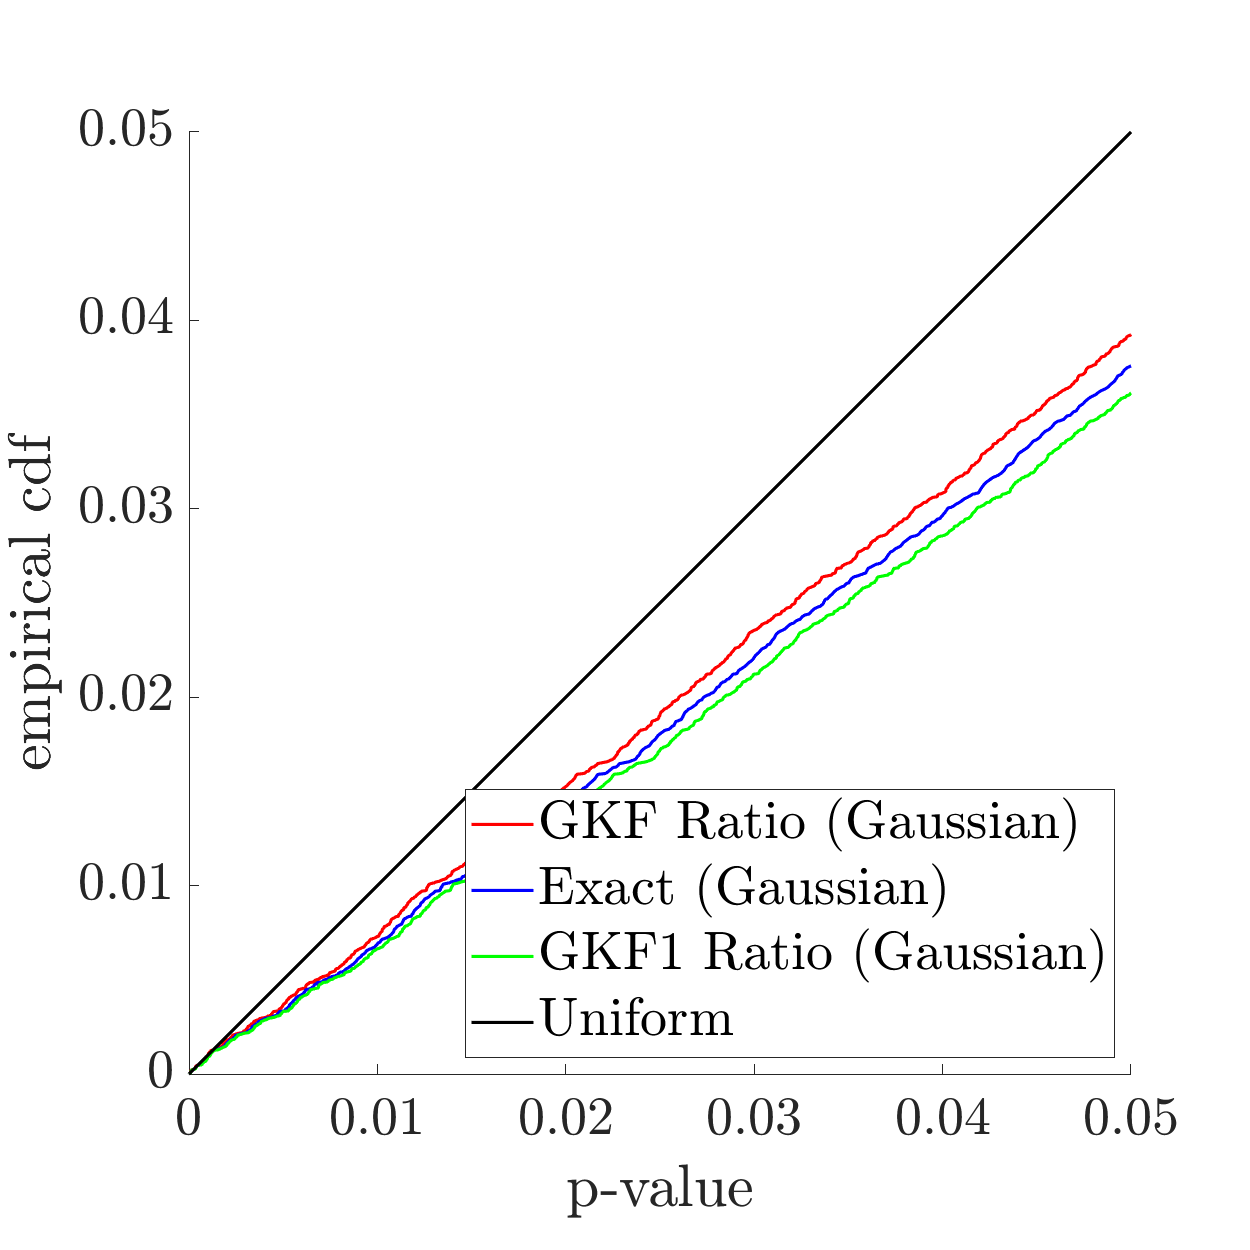 0.05
0.04
0.03
0.02
0.01
0
empirical cdf
GKF Ratio (Gaussian)
Exact (Gaussian)
GKF1 Ratio (Gaussian)
Uniform
0 0.01 0.02 0.03 0.04 0.05
p-value